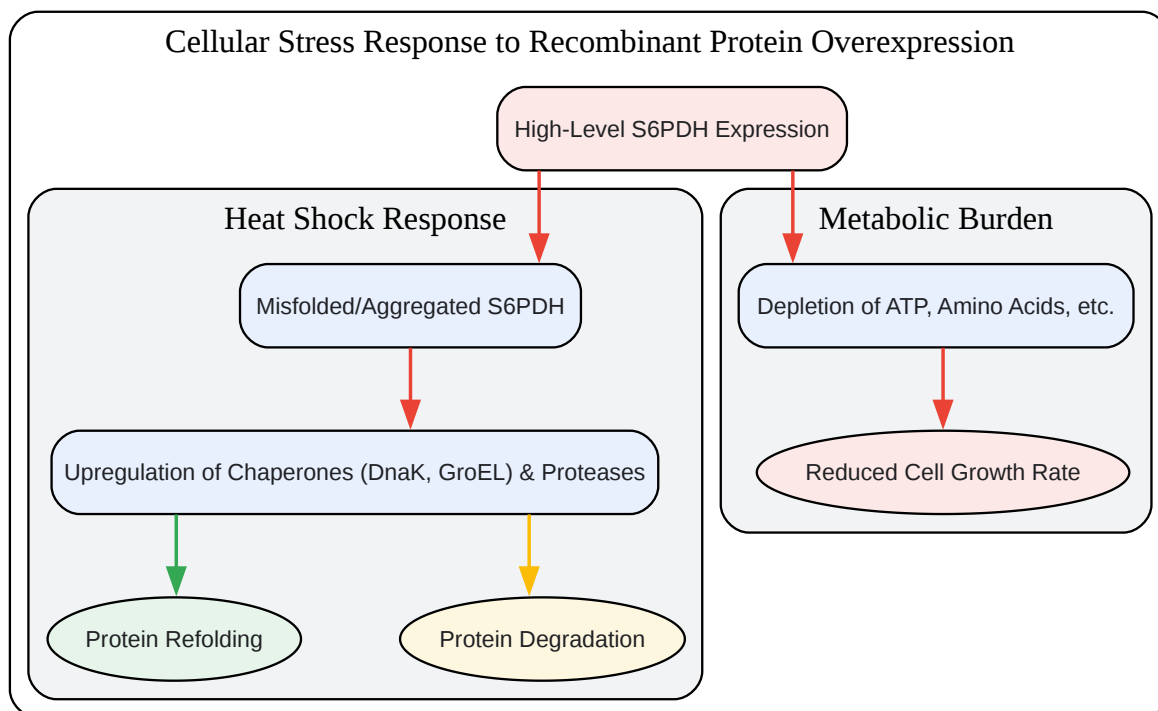 Cellular Stress Response to Recombinant Protein Overexpression
High-Level S6PDH Expression
Heat Shock Response
Metabolic Burden
Misfolded/Aggregated S6PDH
Depletion of ATP, Amino Acids, etc.
Upregulation of Chaperones (DnaK, GroEL) & Proteases
Reduced Cell Growth Rate
Protein Refolding
Protein Degradation